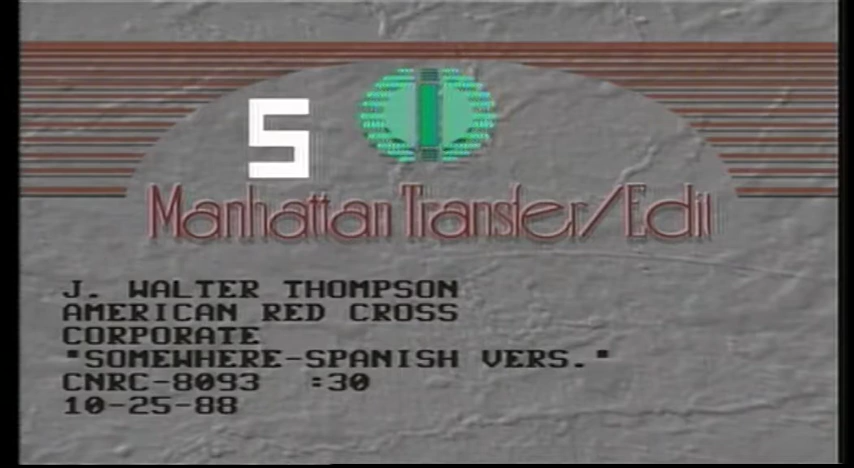 5
Manhattan Transfer/Edit
J. WALTER THOMPSON
AMERICAN RED CROSS
CORPORATE
"SOMEWHERE-SPANISH VERS."
CNRC-8093 :30
10-25-88